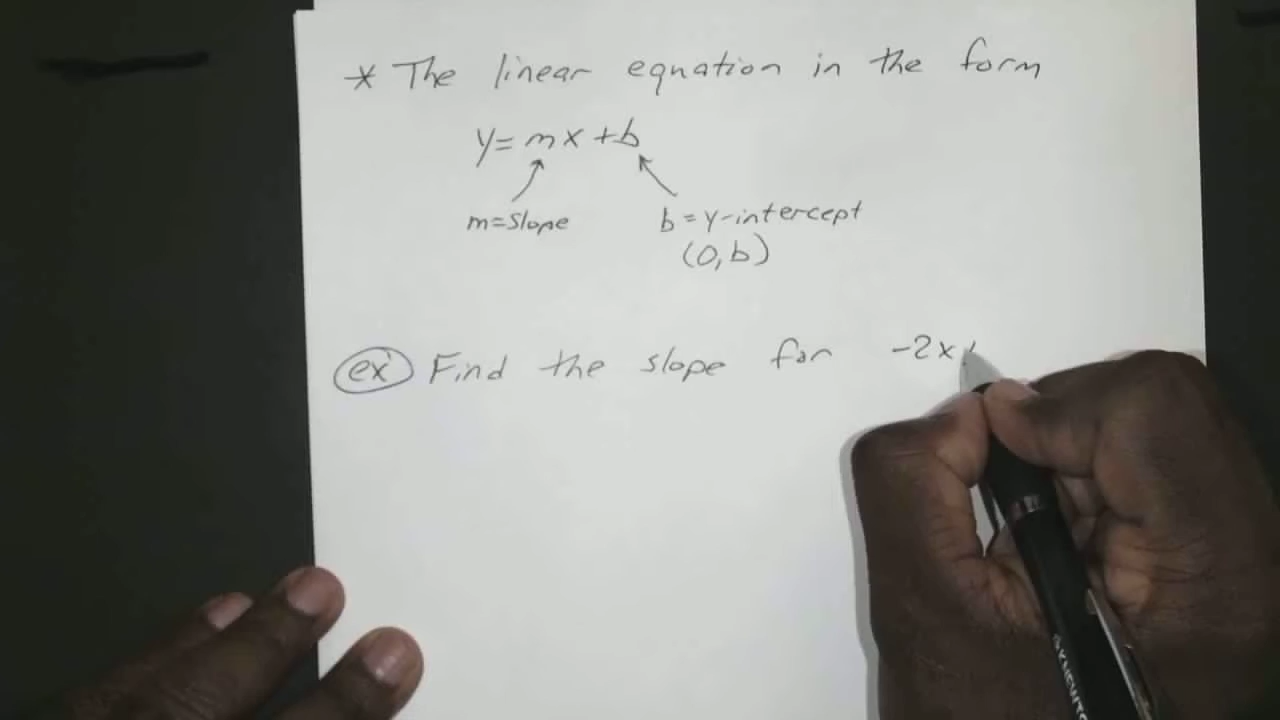 * The linear equation in the form
y = mx + b
m = slope
b = y-intercept
(0, b)
ex Find the slope for -2x